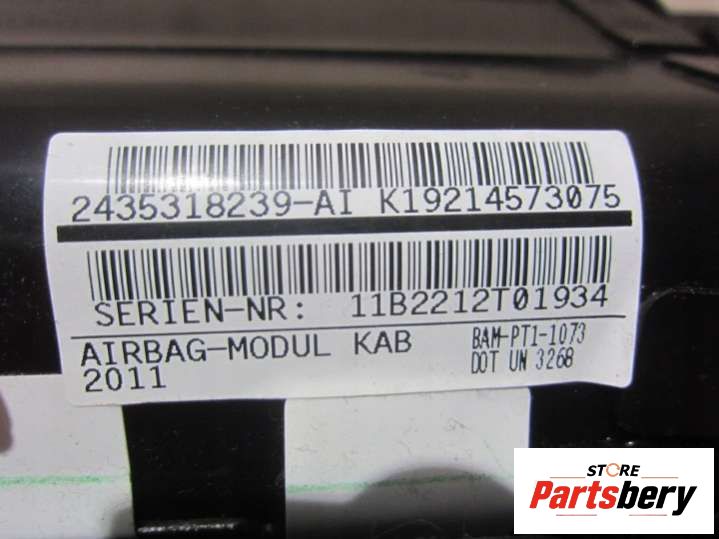 2435318239-AI K19214573075
SERIEN-NR: 11B2212T01934
AIRBAG-MODUL KAB
2011
BAM-PT1-1073
DOT UN 3268
STORE
Partsbery